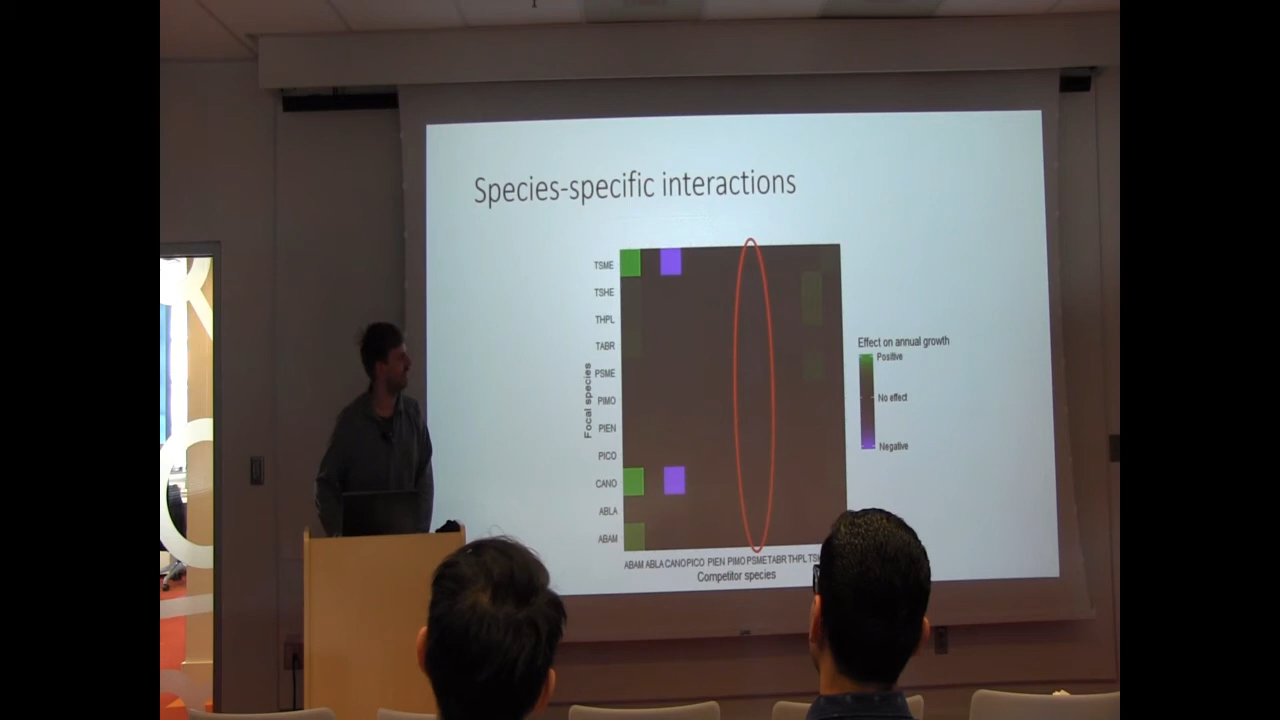 Species-specific interactions
TSME
TSHE
THPL
TABR
PSME
PIMO
PIEN
PICO
CANO
ABLA
ABAM
Focal species
ABAM ABLA CANO PICO PIEN PIMO PSME TABR THPL
Competitor species
Effect on annual growth
Positive
No effect
Negative